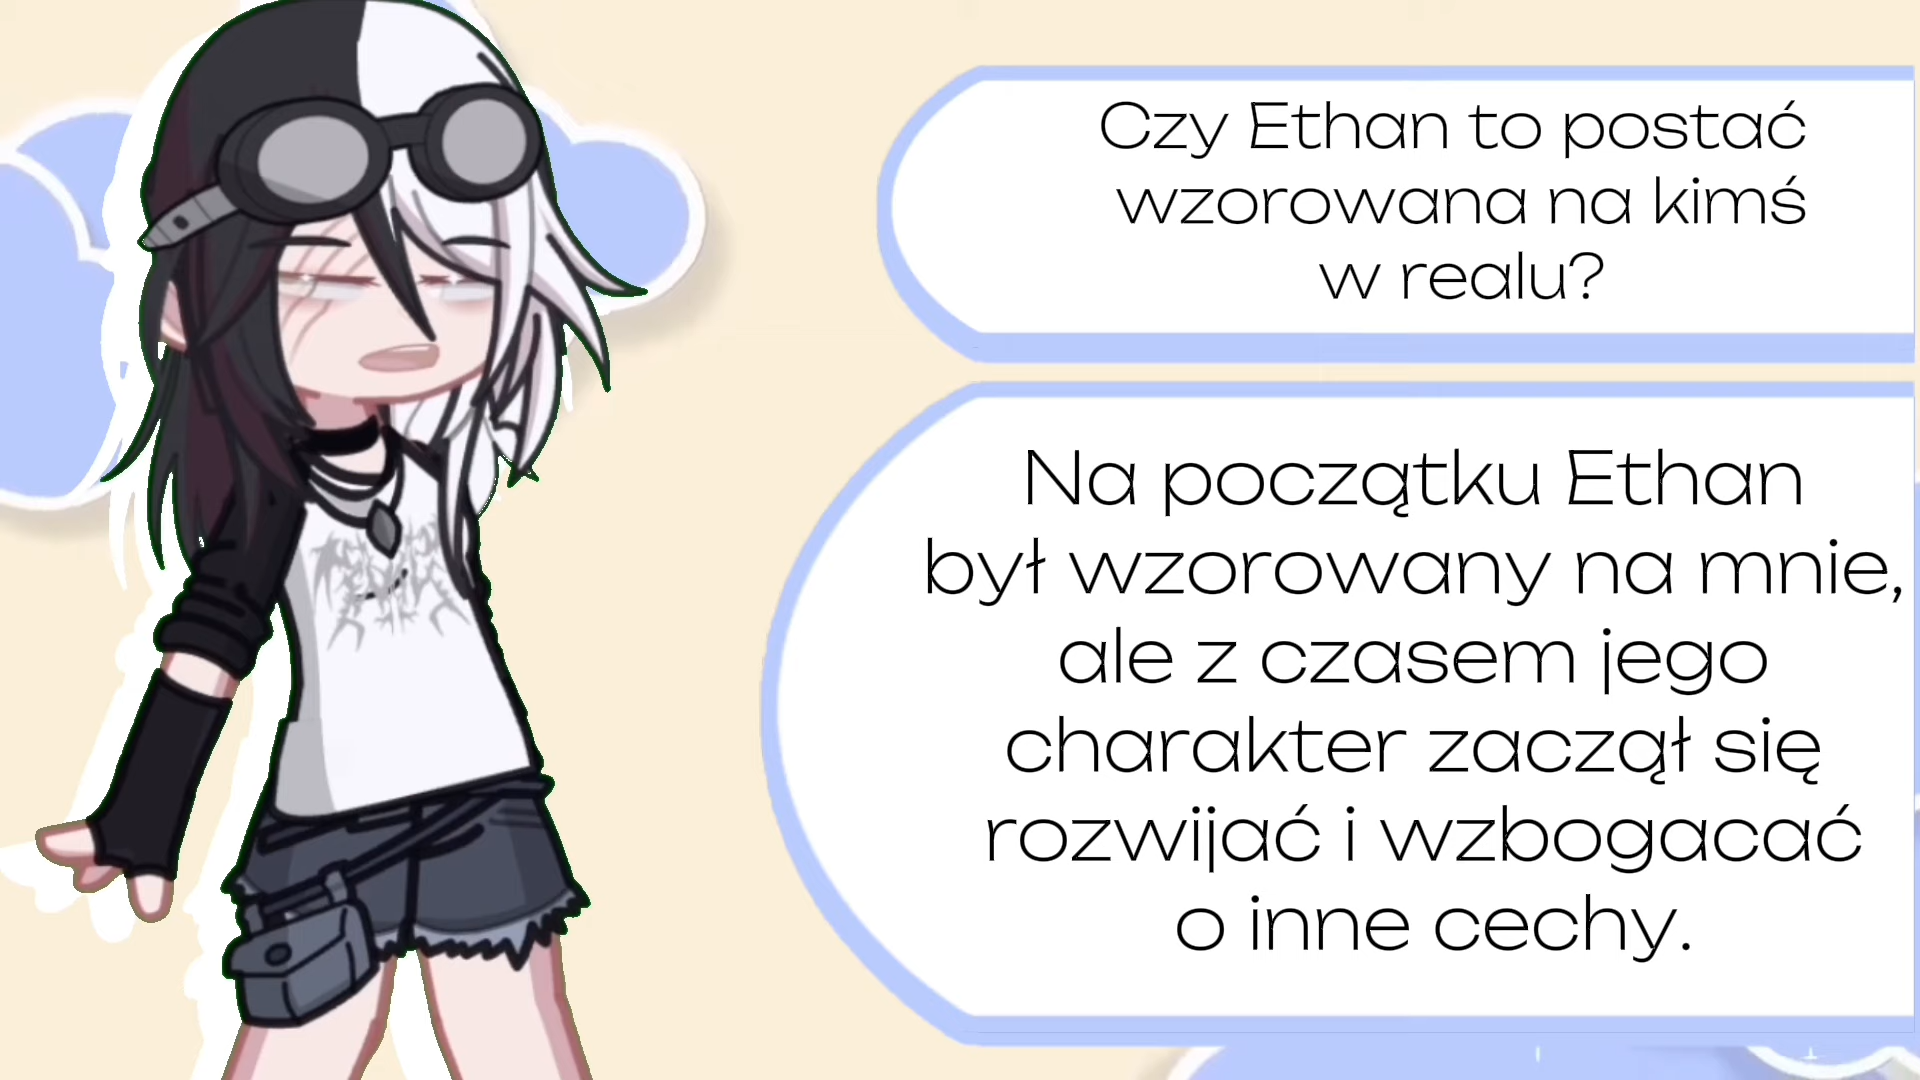 Czy Ethan to postać
wzorowana na kimś
w realu?
Na początku Ethan
był wzorowany na mnie,
ale z czasem jego
charakter zaczął się
rozwijać i wzbogacać
o inne cechy.